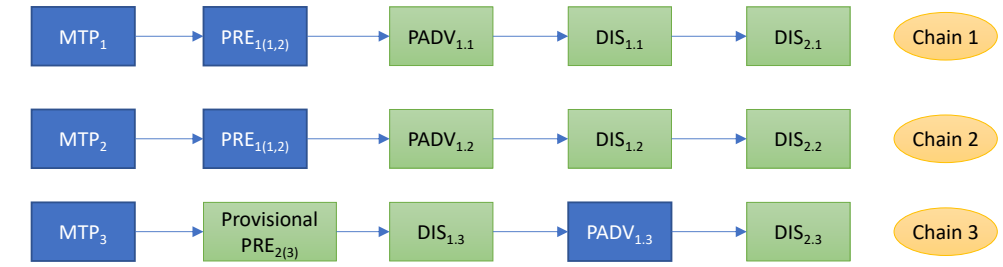 MTP₁ PRE₁₍₁,₂₎ PADV₁.₁ DIS₁.₁ DIS₂.₁ Chain 1
MTP₂ PRE₁₍₁,₂₎ PADV₁.₂ DIS₁.₂ DIS₂.₂ Chain 2
MTP₃ Provisional
PRE₂₍₃₎ DIS₁.₃ PADV₁.₃ DIS₂.₃ Chain 3